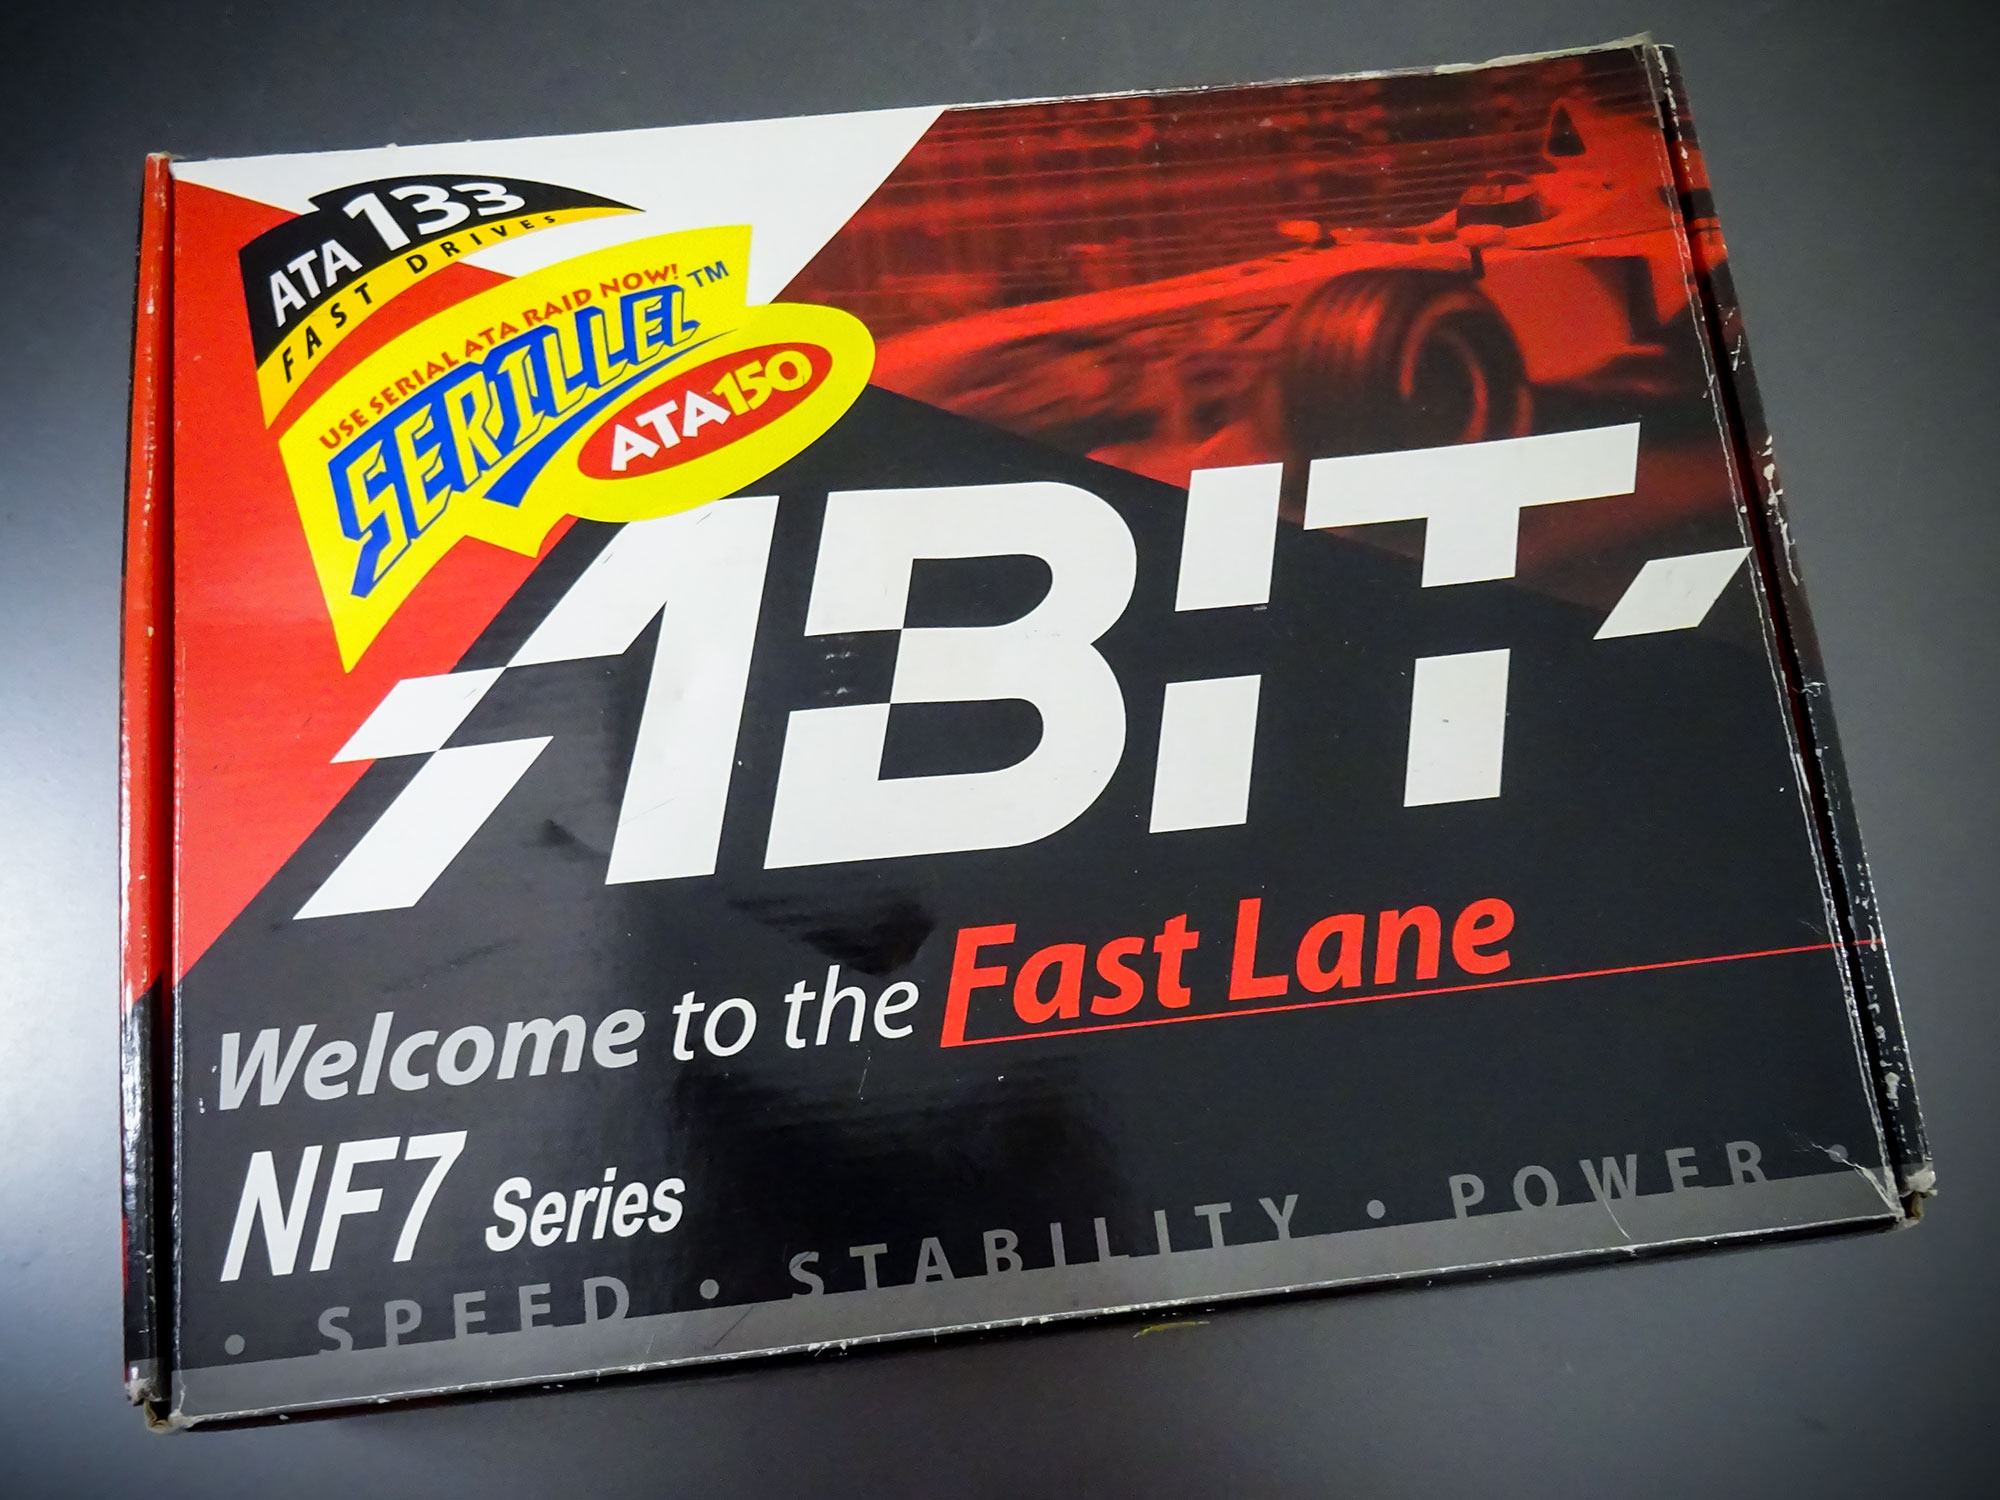 ATA 133
FAST DRIVES
USE SERIAL ATA RAID NOW!
SERILLEL™
ATA150
ABIT
Welcome to the Fast Lane
NF7 Series
• SPEED • STABILITY • POWER •